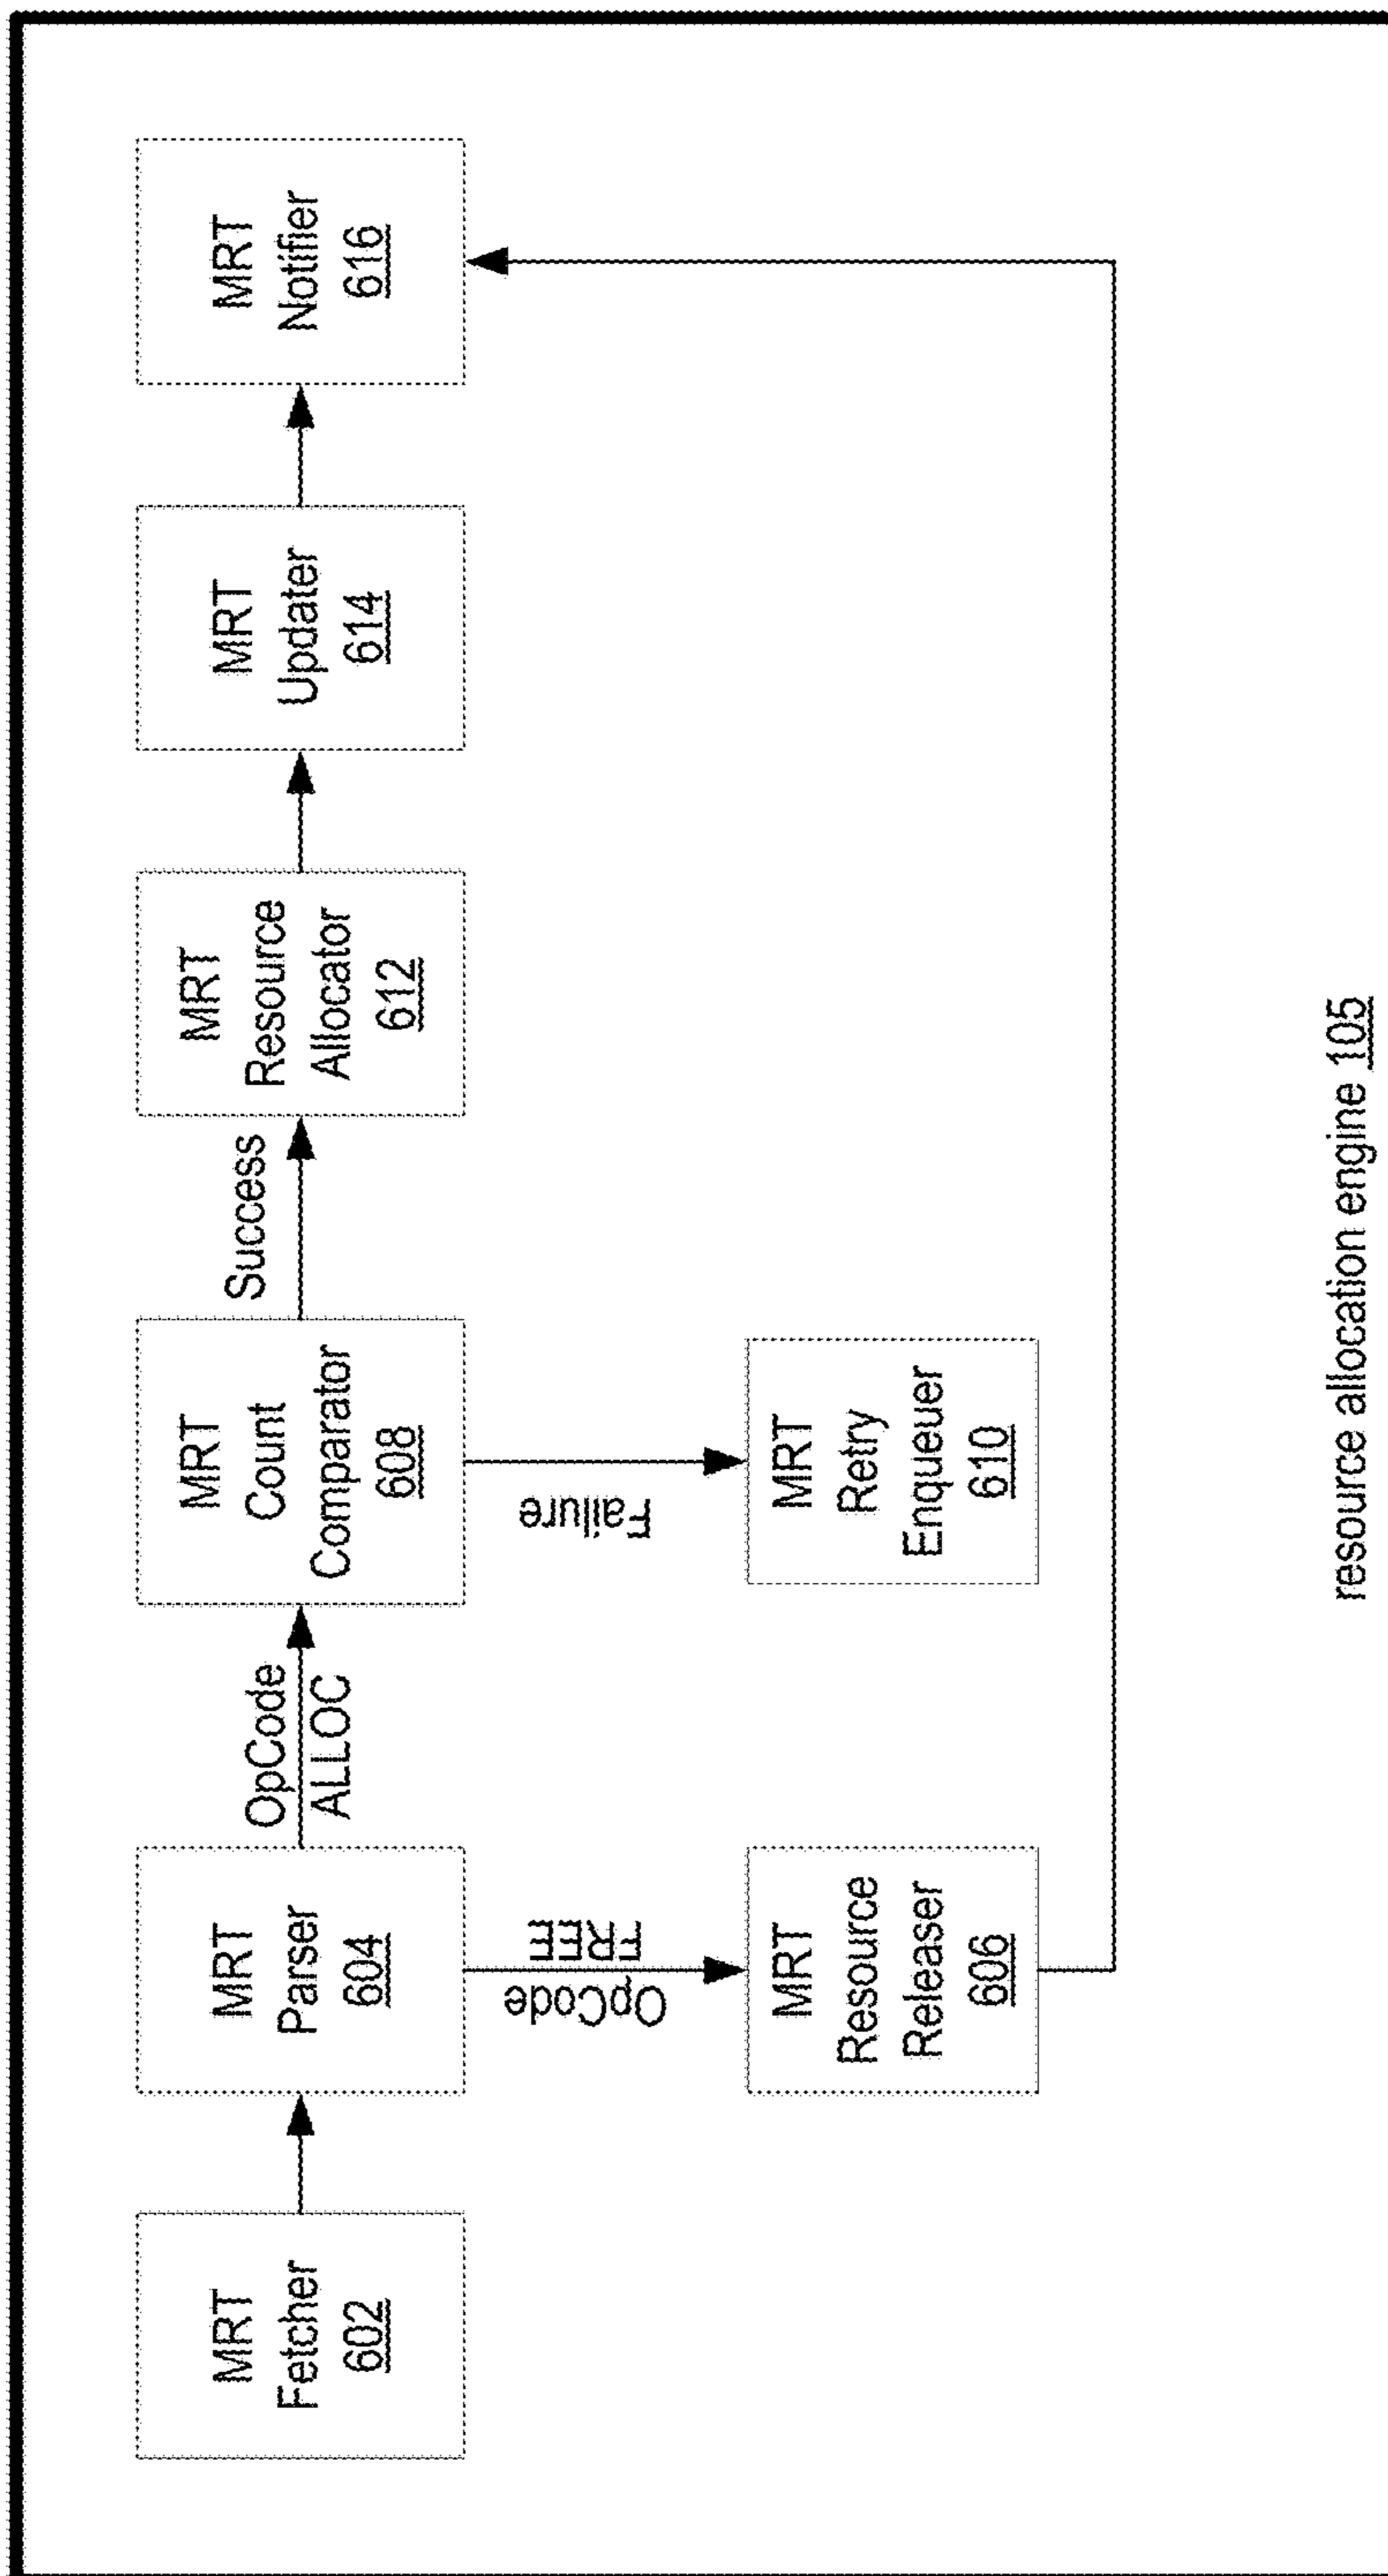 MRT
Fetcher
602
MRT
Parser
604
OpCode
ALLOC
MRT
Count
Comparator
608
Success
MRT
Resource
Allocator
612
MRT
Updater
614
MRT
Notifier
616
OpCode
FREE
MRT
Resource
Releaser
606
Failure
MRT
Retry
Enqueuer
610
resource allocation engine 105